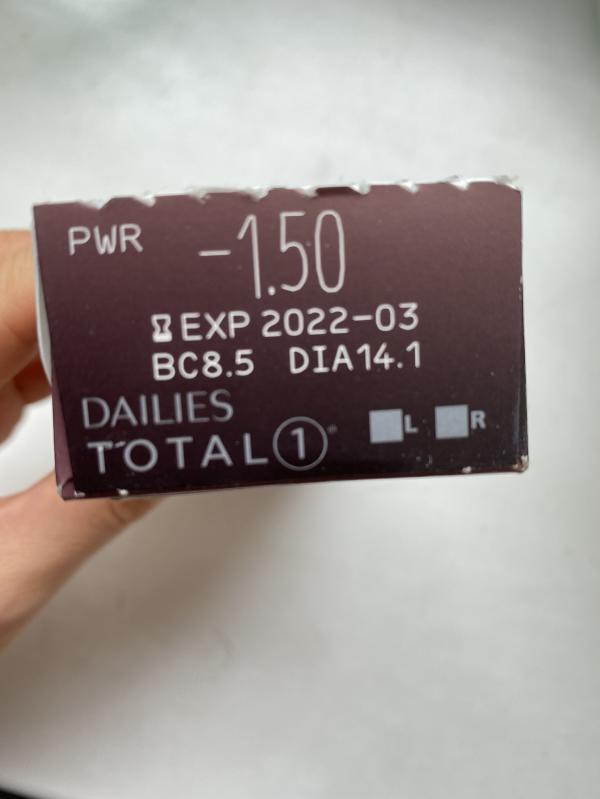 PWR -1.50
EXP 2022-03
BC8.5 DIA14.1
DAILIES
TOTAL1® L R